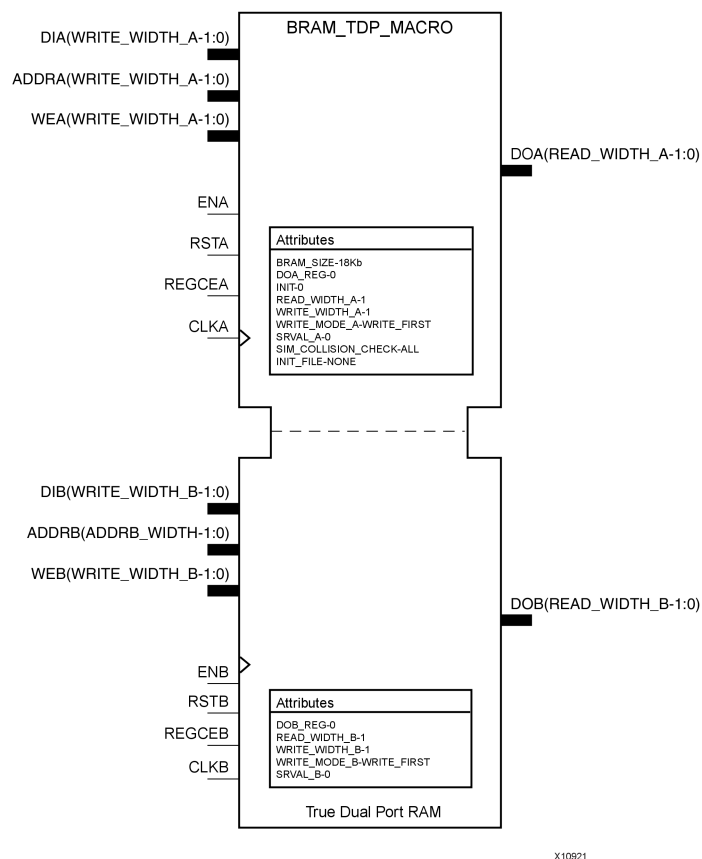 BRAM_TDP_MACRO
DIA(WRITE_WIDTH_A-1:0)
ADDRA(WRITE_WIDTH_A-1:0)
WEA(WRITE_WIDTH_A-1:0)
DOA(READ_WIDTH_A-1:0)
ENA
RSTA
REGCEA
CLKA
Attributes
BRAM_SIZE-18Kb
DOA_REG-0
INIT-0
READ_WIDTH_A-1
WRITE_WIDTH_A-1
WRITE_MODE_A-WRITE_FIRST
SRVAL_A-0
SIM_COLLISION_CHECK-ALL
INIT_FILE-NONE
DIB(WRITE_WIDTH_B-1:0)
ADDRB(ADDRB_WIDTH-1:0)
WEB(WRITE_WIDTH_B-1:0)
DOB(READ_WIDTH_B-1:0)
ENB
RSTB
REGCEB
CLKB
Attributes
DOB_REG-0
READ_WIDTH_B-1
WRITE_WIDTH_B-1
WRITE_MODE_B-WRITE_FIRST
SRVAL_B-0
True Dual Port RAM
X10921